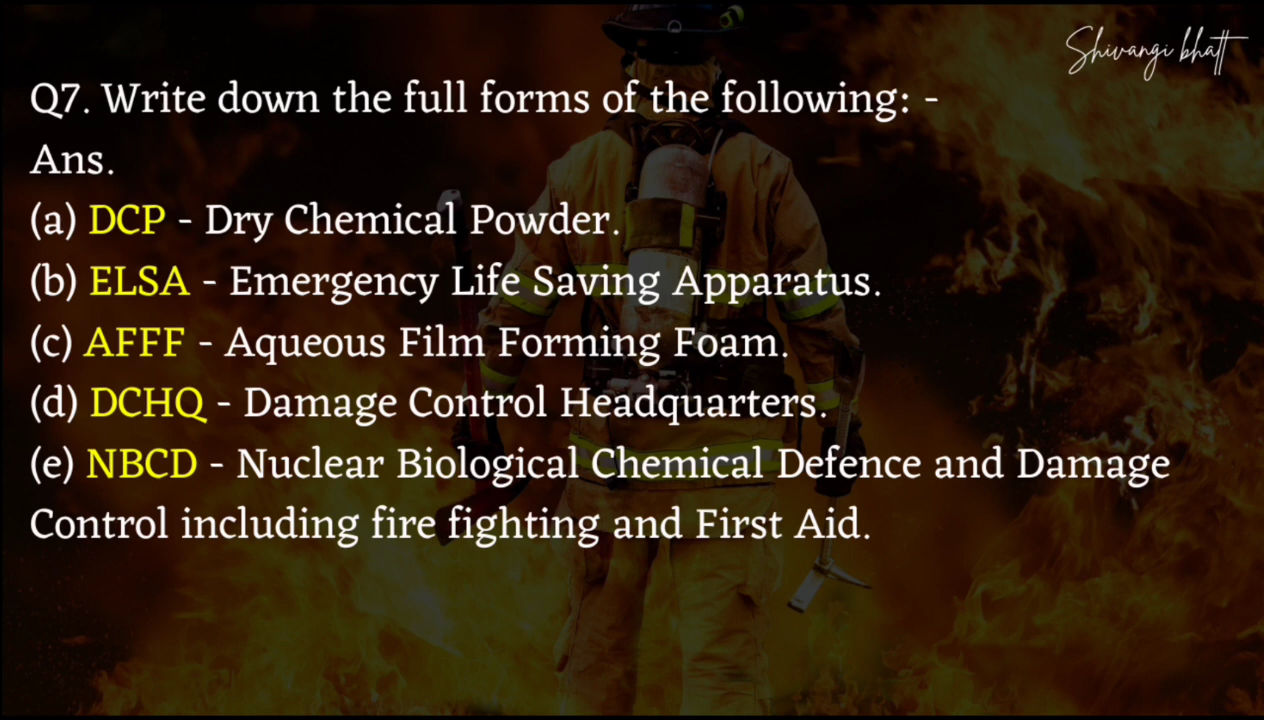 Shivangi bhatt
Q7. Write down the full forms of the following: -
Ans.
(a) DCP - Dry Chemical Powder.
(b) ELSA - Emergency Life Saving Apparatus.
(c) AFFF - Aqueous Film Forming Foam.
(d) DCHQ - Damage Control Headquarters.
(e) NBCD - Nuclear Biological Chemical Defence and Damage
Control including fire fighting and First Aid.